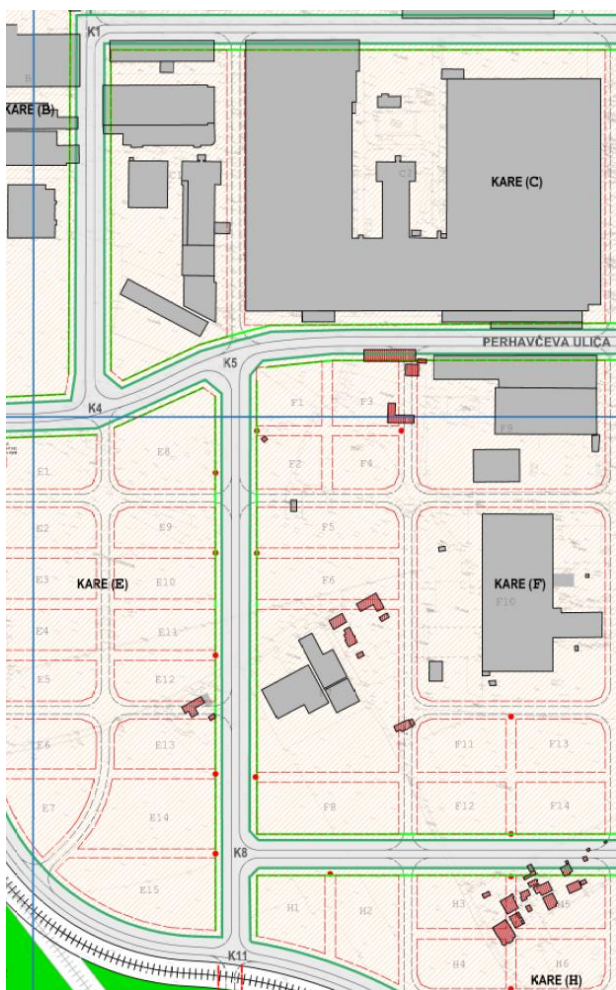 K1
B
KARE (B)
C1
C2
KARE (C)
PERHAVČEVA ULICA
K5
K4
F1
F3
F9
E1
E8
F2
F4
E2
E9
F5
E3
KARE (E)
E10
F6
KARE (F)
F10
E4
E11
E5
E12
E6
E13
F11
F13
E7
E14
F8
F12
F14
K8
E15
H1
H2
H3
H5
K11
H4
H6
KARE (H)